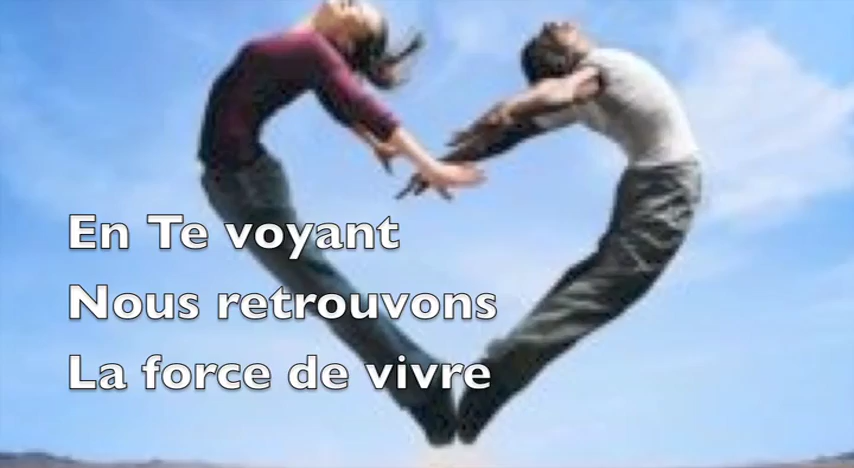 En Te voyant
Nous retrouvons
La force de vivre